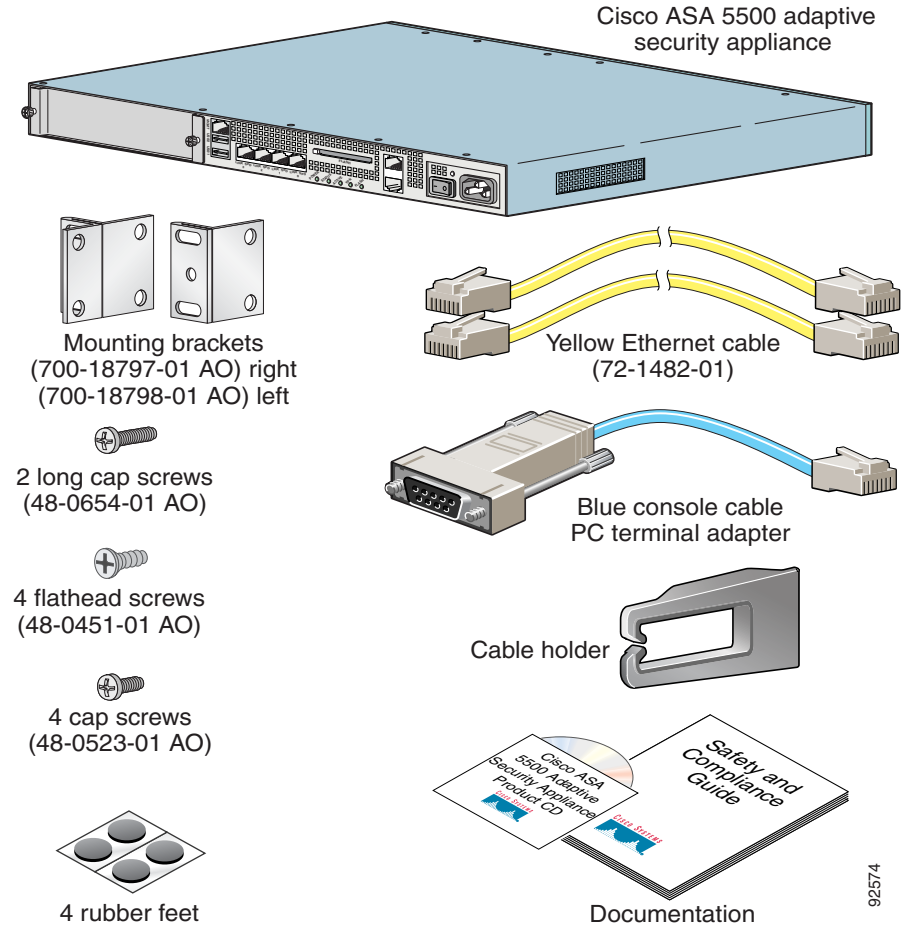 Cisco ASA 5500 adaptive
security appliance
Mounting brackets
(700-18797-01 AO) right
(700-18798-01 AO) left
Yellow Ethernet cable
(72-1482-01)
2 long cap screws
(48-0654-01 AO)
Blue console cable
PC terminal adapter
4 flathead screws
(48-0451-01 AO)
Cable holder
4 cap screws
(48-0523-01 AO)
Cisco ASA
5500 Adaptive
Security Appliance
Product CD
CISCO SYSTEMS
Safety and
Compliance
Guide
CISCO SYSTEMS
4 rubber feet
Documentation
92574